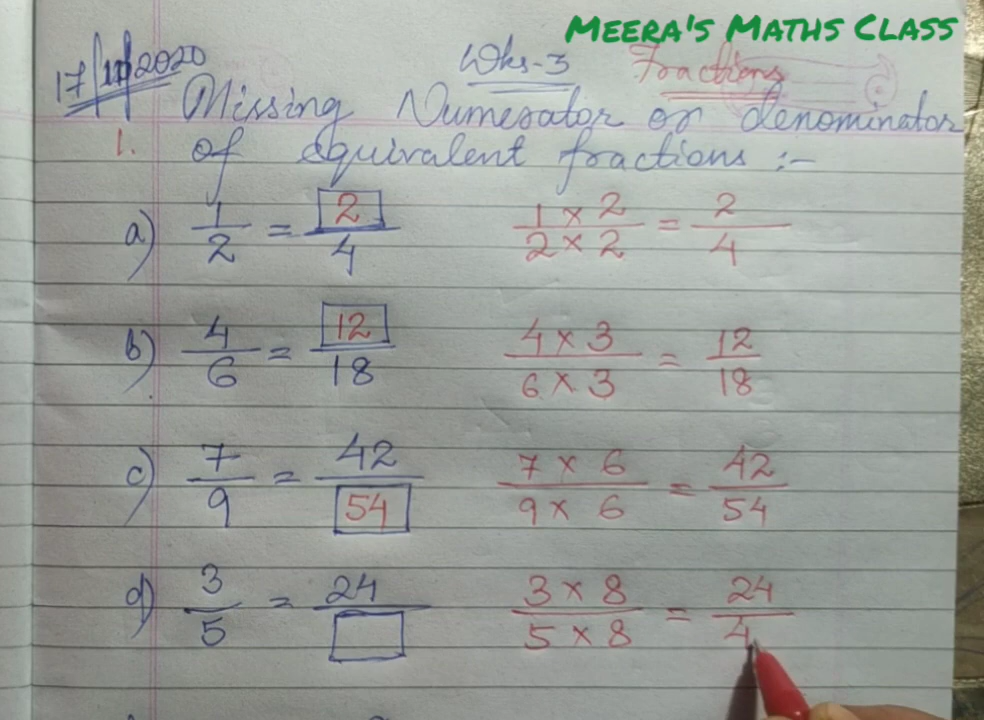 MEERA'S MATHS CLASS
17/11/2020 Wks-3 Fractions
Missing Numerator or denominator
1. of equivalent fractions :-
a) 1/2 = 2/4 1 × 2/2 × 2 = 2/4
b) 4/6 = 12/18 4 × 3/6 × 3 = 12/18
c) 7/9 = 42/54 7 × 6/9 × 6 = 42/54
d) 3/5 = 24/ 3 × 8/5 × 8 = 24/4